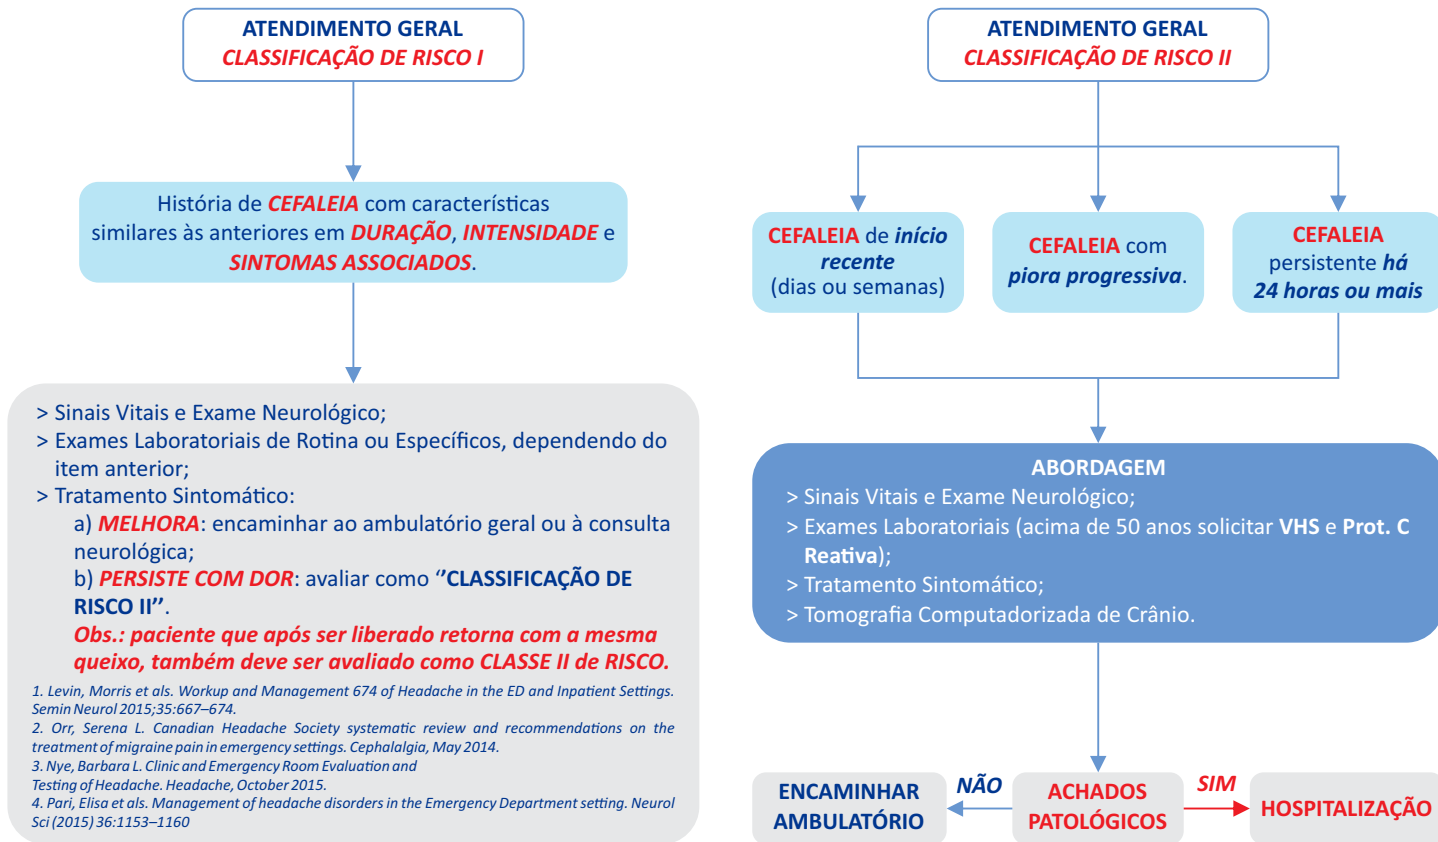 ATENDIMENTO GERAL
CLASSIFICAÇÃO DE RISCO I
História de CEFALEIA com características
similares às anteriores em DURAÇÃO, INTENSIDADE e
SINTOMAS ASSOCIADOS.
> Sinais Vitais e Exame Neurológico;
> Exames Laboratoriais de Rotina ou Específicos, dependendo do
item anterior;
> Tratamento Sintomático:
a) MELHORA: encaminhar ao ambulatório geral ou à consulta
neurológica;
b) PERSISTE COM DOR: avaliar como ‘’CLASSIFICAÇÃO DE
RISCO II’’.
Obs.: paciente que após ser liberado retorna com a mesma
queixo, também deve ser avaliado como CLASSE II de RISCO.
1. Levin, Morris et als. Workup and Management 674 of Headache in the ED and Inpatient Settings.
Semin Neurol 2015;35:667–674.
2. Orr, Serena L. Canadian Headache Society systematic review and recommendations on the
treatment of migraine pain in emergency settings. Cephalalgia, May 2014.
3. Nye, Barbara L. Clinic and Emergency Room Evaluation and
Testing of Headache. Headache, October 2015.
4. Pari, Elisa et als. Management of headache disorders in the Emergency Department setting. Neurol
Sci (2015) 36:1153–1160
ATENDIMENTO GERAL
CLASSIFICAÇÃO DE RISCO II
CEFALEIA de início
recente
(dias ou semanas)
CEFALEIA com
piora progressiva.
CEFALEIA
persistente há
24 horas ou mais
ABORDAGEM
> Sinais Vitais e Exame Neurológico;
> Exames Laboratoriais (acima de 50 anos solicitar VHS e Prot. C
Reativa);
> Tratamento Sintomático;
> Tomografia Computadorizada de Crânio.
ENCAMINHAR
AMBULATÓRIO
NÃO
ACHADOS
PATOLÓGICOS
SIM
HOSPITALIZAÇÃO